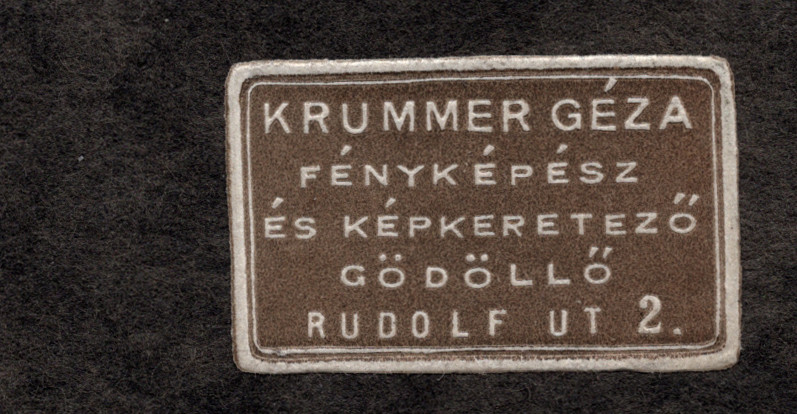 KRUMMER GÉZA
FÉNYKÉPÉSZ
ÉS KÉPKERETEZŐ
GÖDÖLLŐ
RUDOLF UT 2.